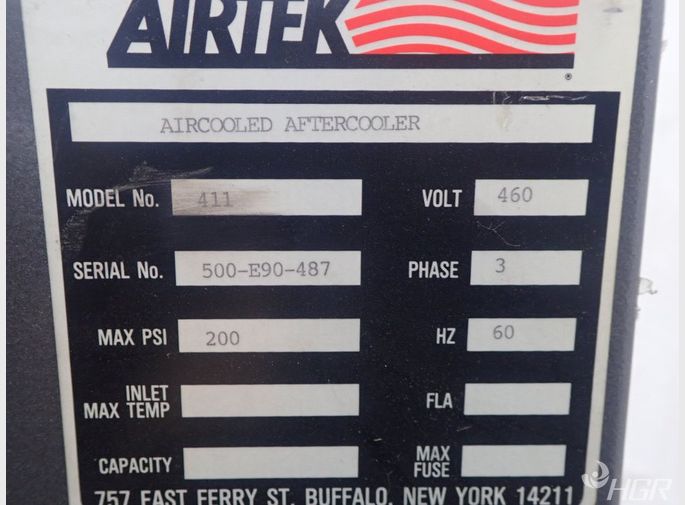 AIRTEK
®
AIRCOOLED AFTERCOOLER
MODEL No. 411 VOLT 460
SERIAL No. 500-E90-487 PHASE 3
MAX PSI 200 HZ 60
INLET
MAX TEMP FLA
CAPACITY MAX
FUSE
757 EAST FERRY ST. BUFFALO, NEW YORK 14211
HGR